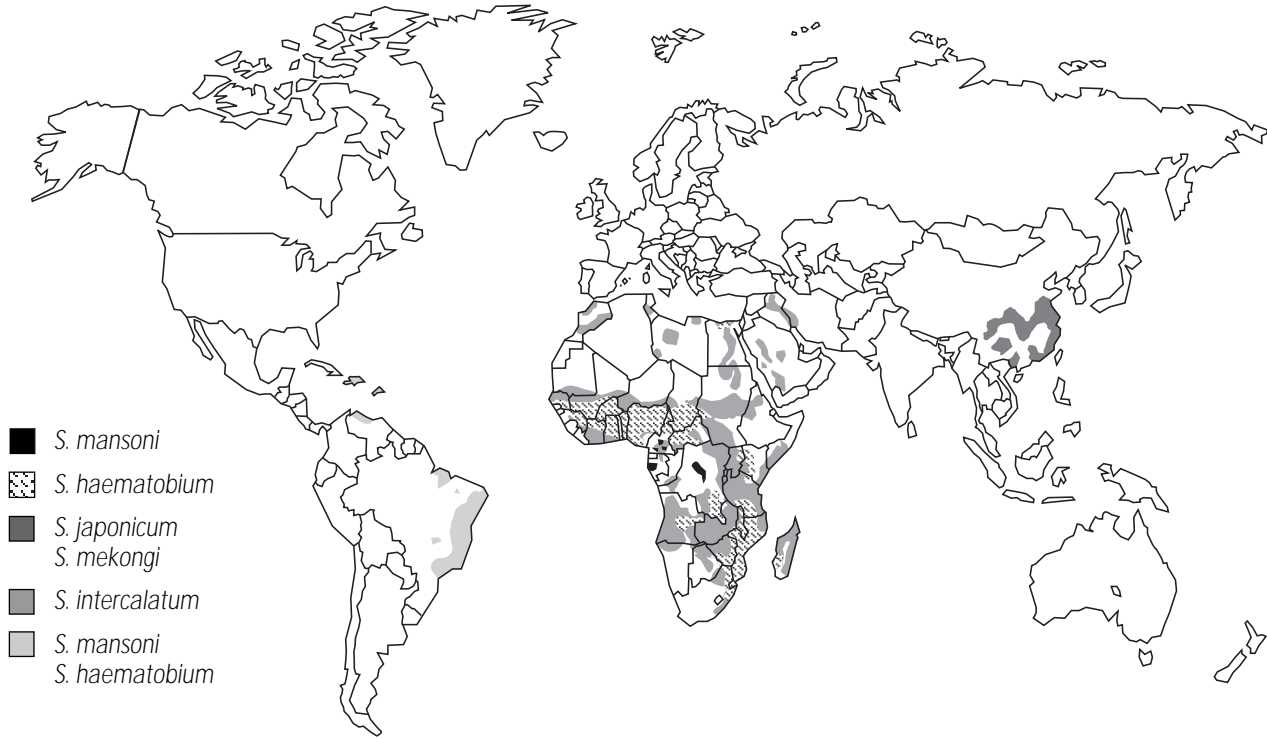 S. mansoni
S. haematobium
S. japonicum
S. mekongi
S. intercalatum
S. mansoni
S. haematobium